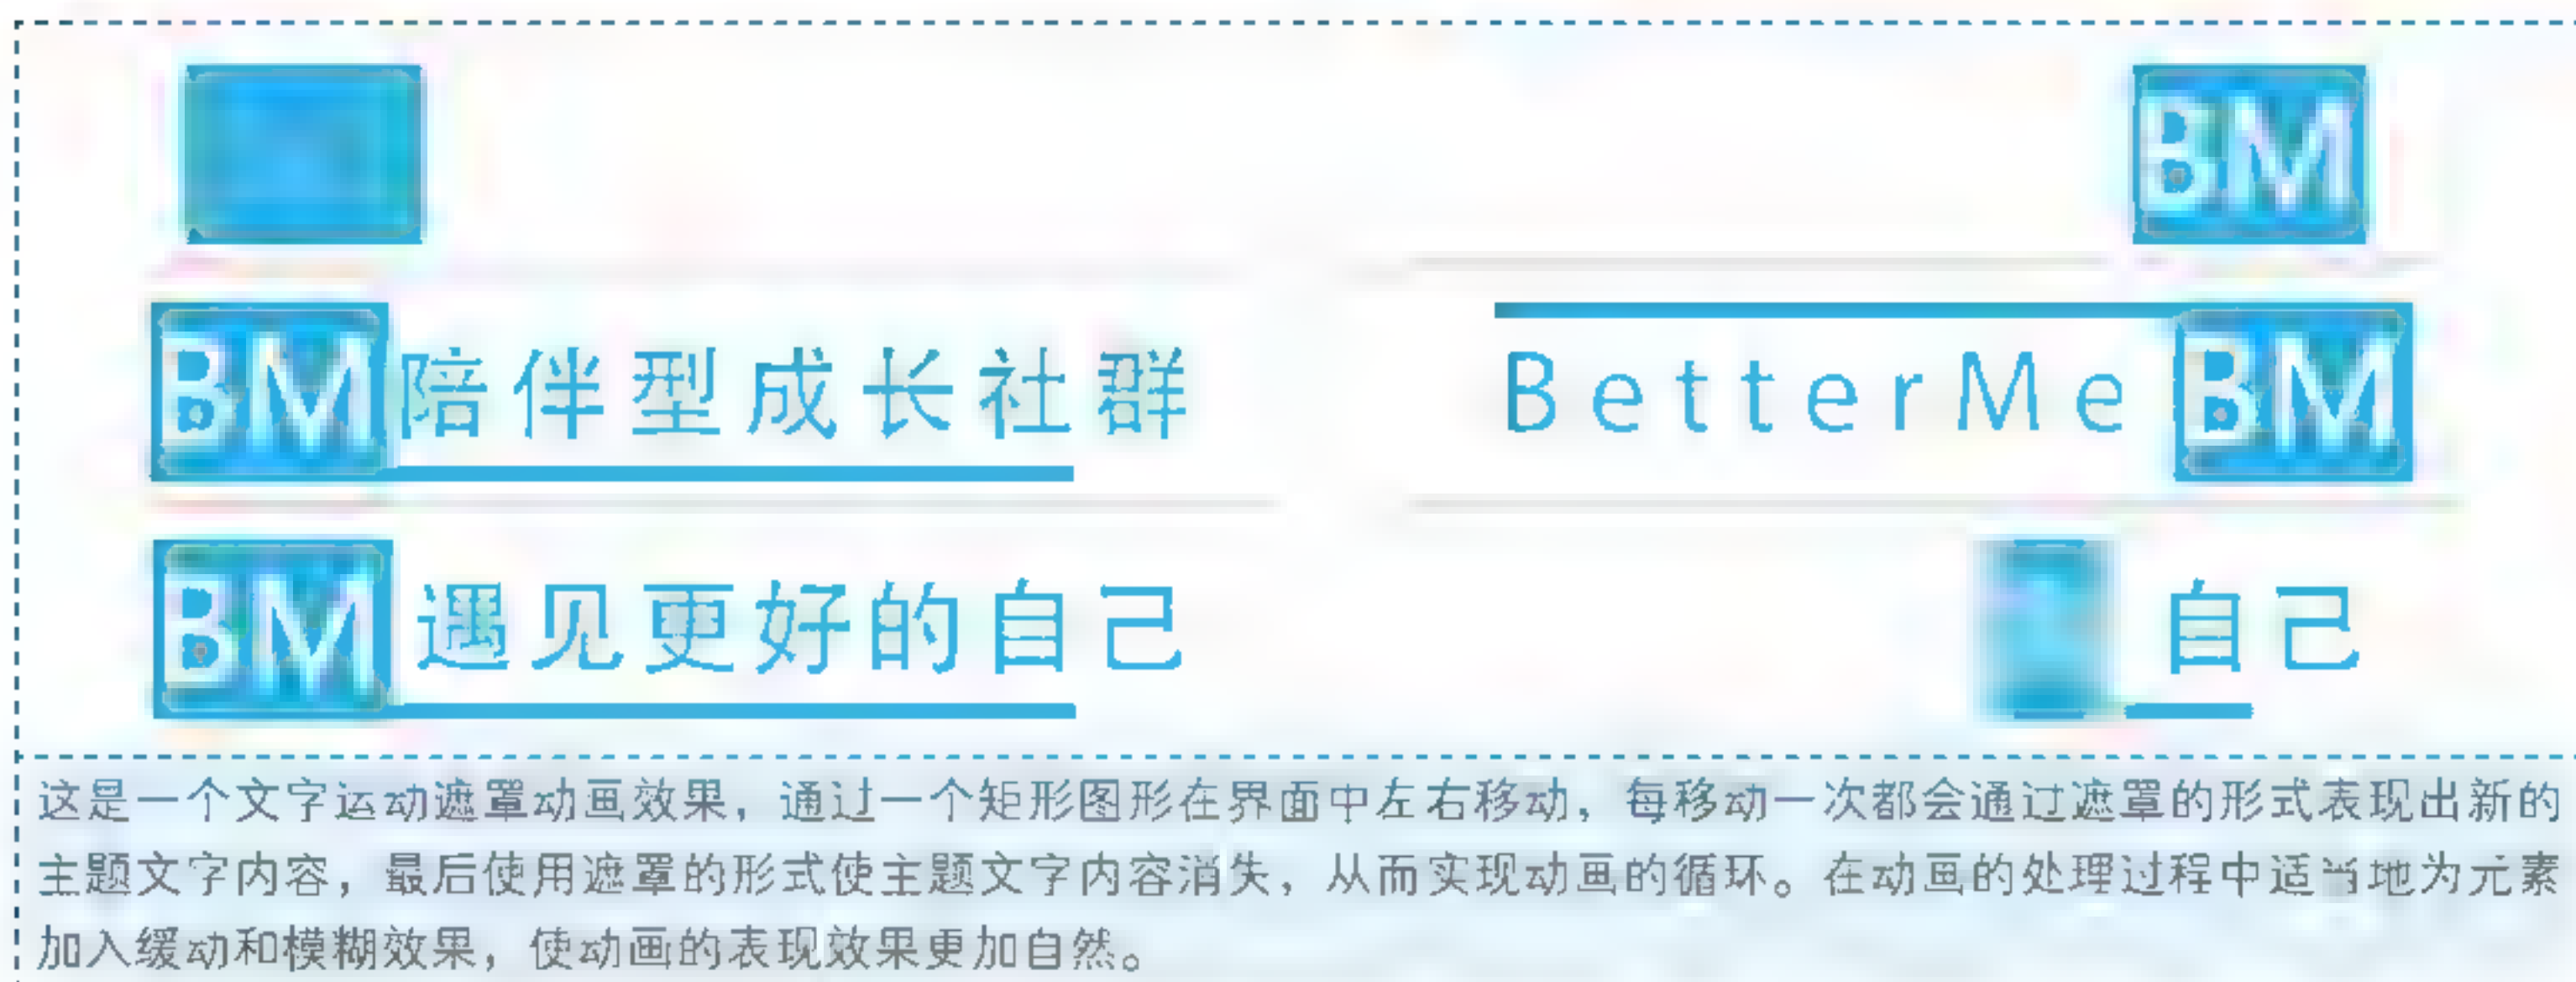 BM
BM 陪伴型成长社群
BetterMe BM
BM 遇见更好的自己
自己
这是一个文字运动遮罩动画效果，通过一个矩形图形在界面中左右移动，每移动一次都会通过遮罩的形式表现出新的
主题文字内容，最后使用遮罩的形式使主题文字内容消失，从而实现动画的循环。在动画的处理过程中适当地为元素
加入缓动和模糊效果，使动画的表现效果更加自然。